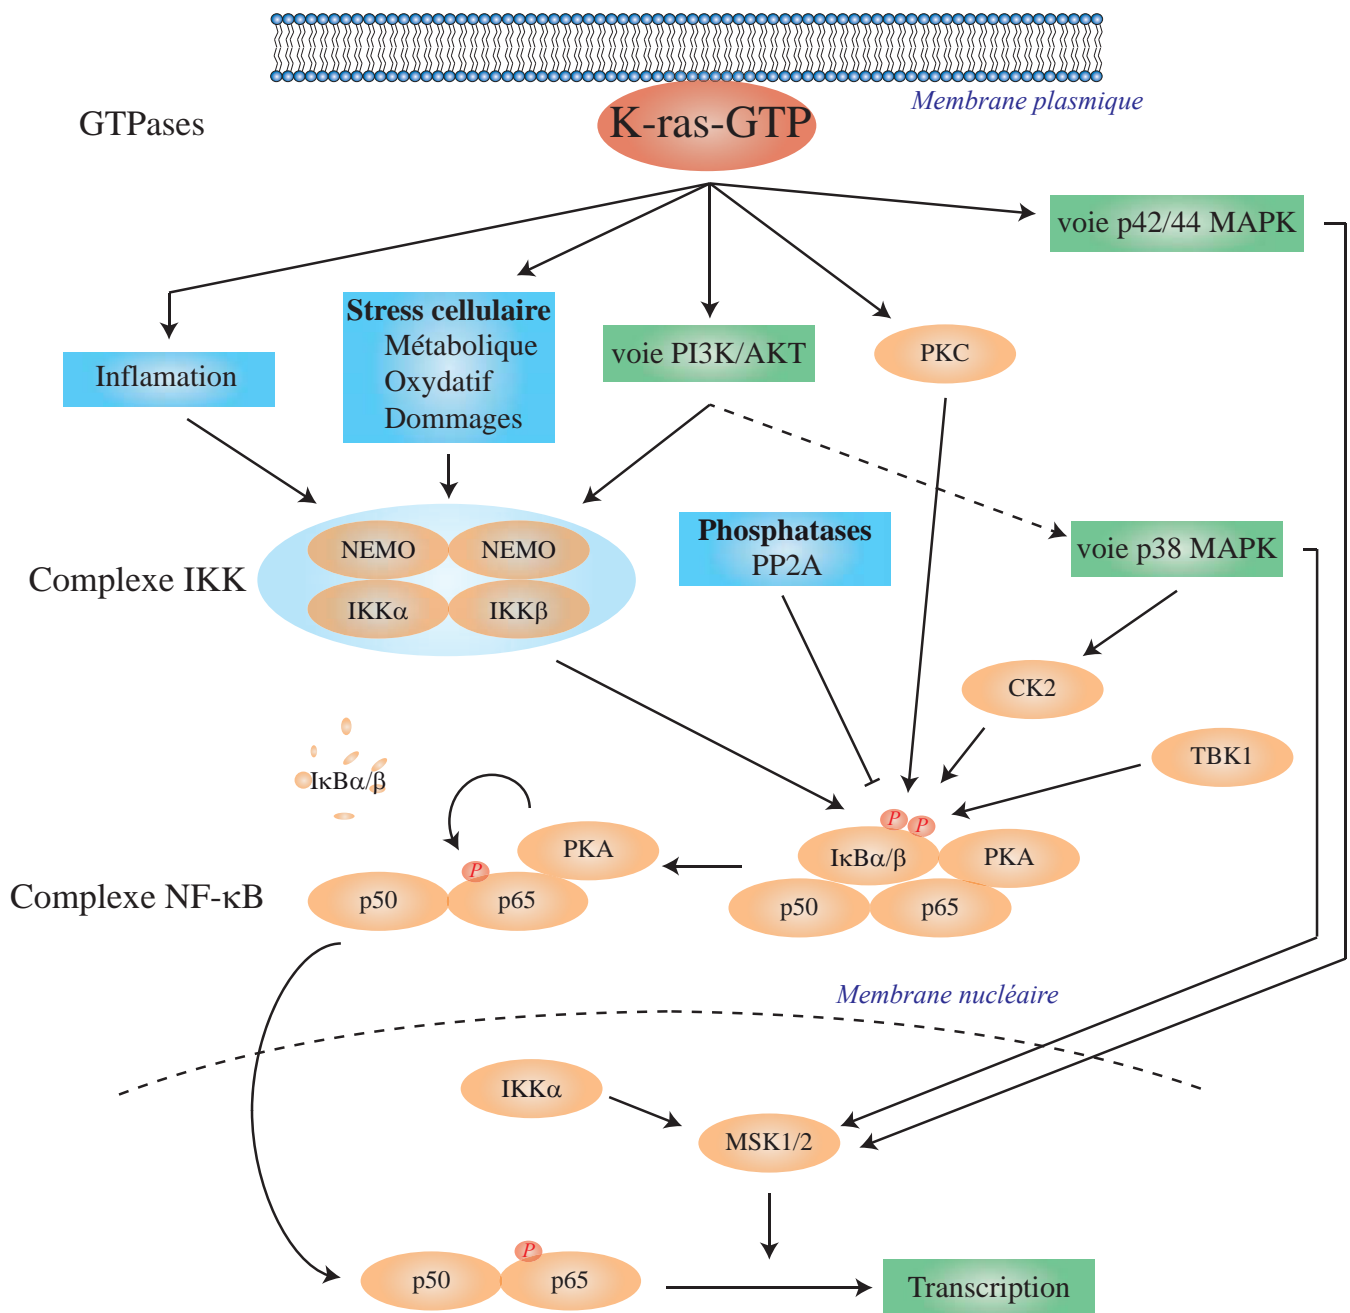 Membrane plasmique
GTPases
K-ras-GTP
voie p42/44 MAPK
Stress cellulaire
Métabolique
Oxydatif
Dommages
Inflamation
voie PI3K/AKT
PKC
Phosphatases
PP2A
voie p38 MAPK
Complexe IKK
NEMO
NEMO
IKKα
IKKβ
CK2
TBK1
IκBα/β
P
P
PKA
IκBα/β
PKA
P
Complexe NF-κB
p50
p65
p50
p65
Membrane nucléaire
IKKα
MSK1/2
P
p50
p65
Transcription